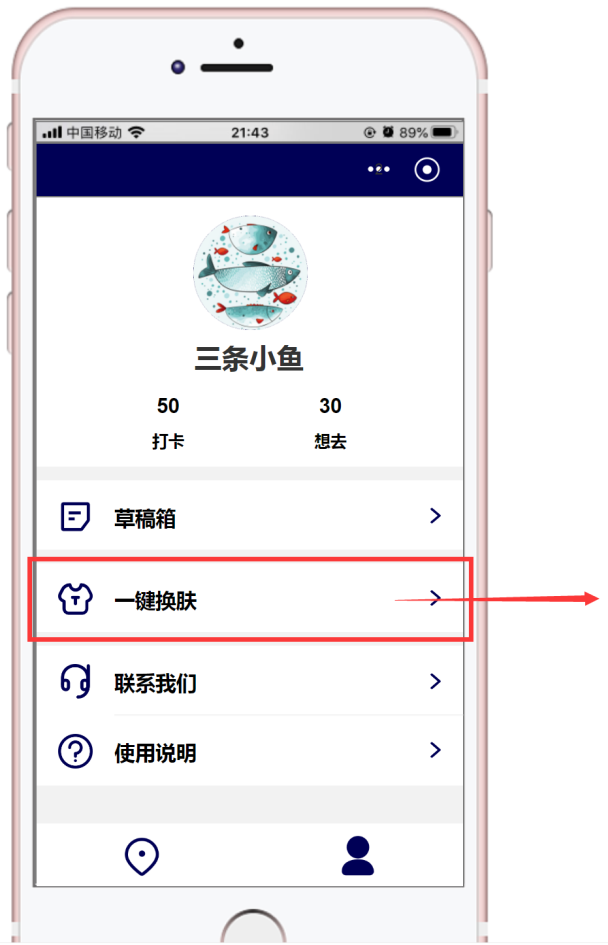 中国移动 21:43 89%
三条小鱼
50 30
打卡 想去
草稿箱
一键换肤
联系我们
使用说明